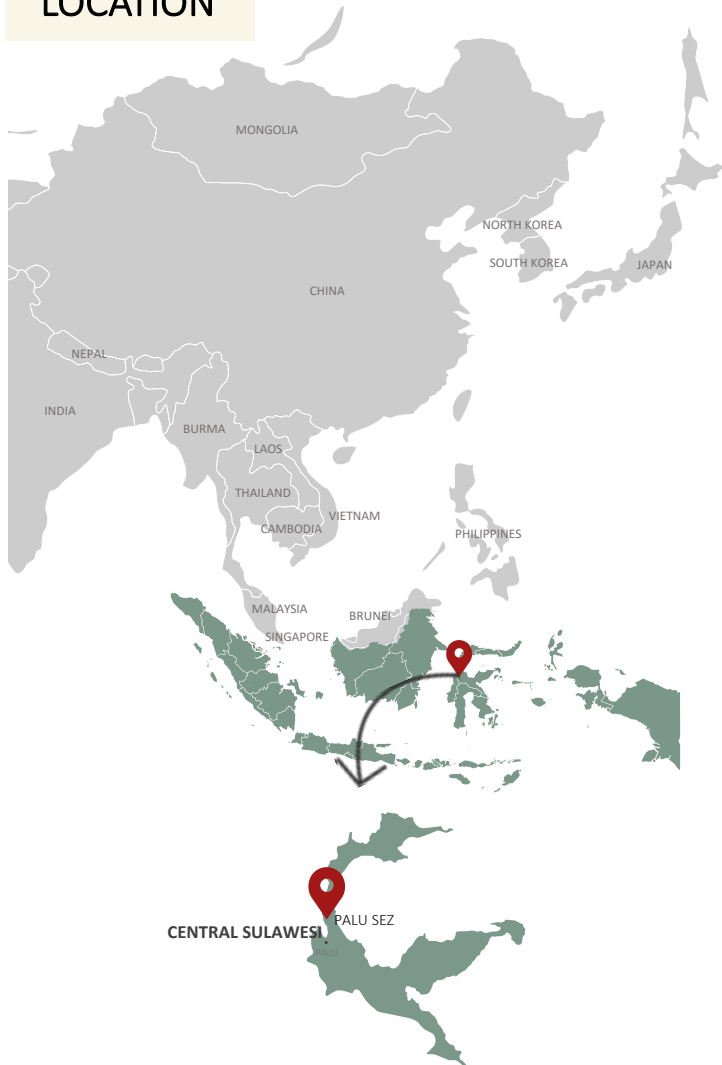 LOCATION
MONGOLIA
NORTH KOREA
SOUTH KOREA
JAPAN
CHINA
NEPAL
INDIA
BURMA
LAOS
THAILAND
VIETNAM
CAMBODIA
PHILIPPINES
MALAYSIA
BRUNEI
SINGAPORE
PALU SEZ
CENTRAL SULAWESI
PALU